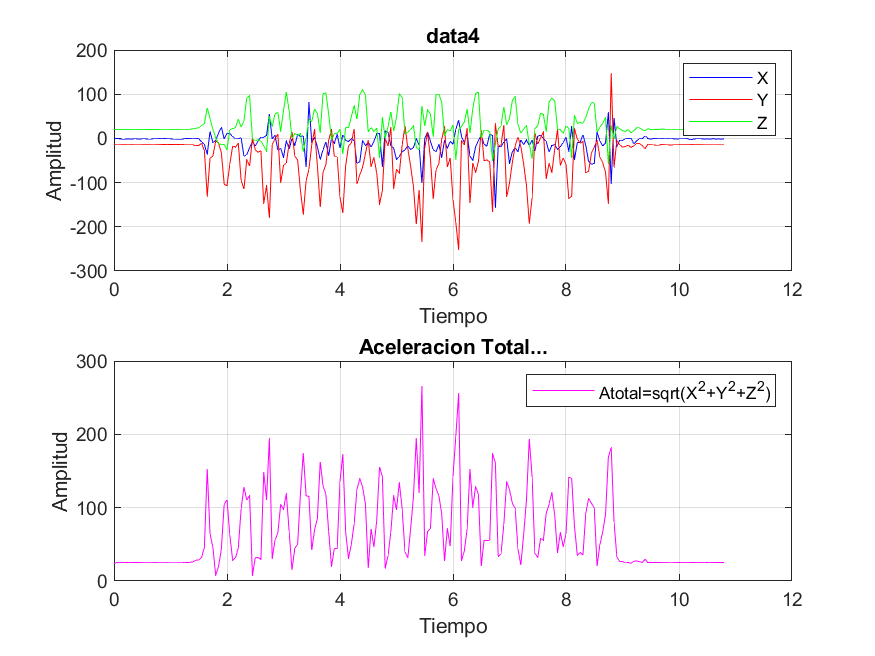 data4
200
100
0
-100
-200
-300
Amplitud
X
Y
Z
0 2 4 6 8 10 12
Tiempo
Aceleracion Total...
300
200
100
0
Amplitud
Atotal=sqrt(X²+Y²+Z²)
0 2 4 6 8 10 12
Tiempo